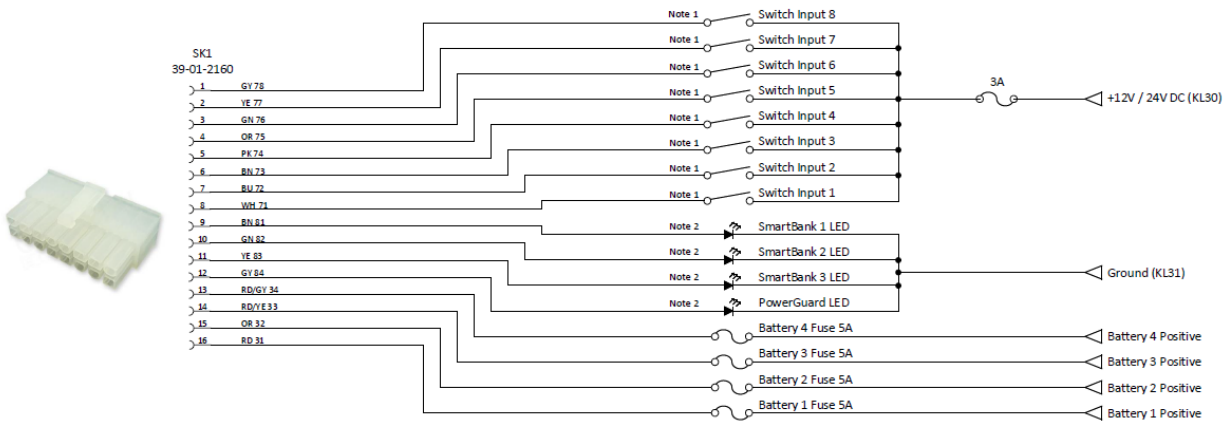 SK1
39-01-2160
1 GY 78
2 YE 77
3 GN 76
4 OR 75
5 PK 74
6 BN 73
7 BU 72
8 WH 71
9 BN 81
10 GN 82
11 YE 83
12 GY 84
13 RD/GY 34
14 RD/YE 33
15 OR 32
16 RD 31
Note 1 Switch Input 8
Note 1 Switch Input 7
Note 1 Switch Input 6
Note 1 Switch Input 5
Note 1 Switch Input 4
Note 1 Switch Input 3
Note 1 Switch Input 2
Note 1 Switch Input 1
Note 2 SmartBank 1 LED
Note 2 SmartBank 2 LED
Note 2 SmartBank 3 LED
Note 2 PowerGuard LED
Battery 4 Fuse 5A
Battery 3 Fuse 5A
Battery 2 Fuse 5A
Battery 1 Fuse 5A
3A
+12V / 24V DC (KL30)
Ground (KL31)
Battery 4 Positive
Battery 3 Positive
Battery 2 Positive
Battery 1 Positive